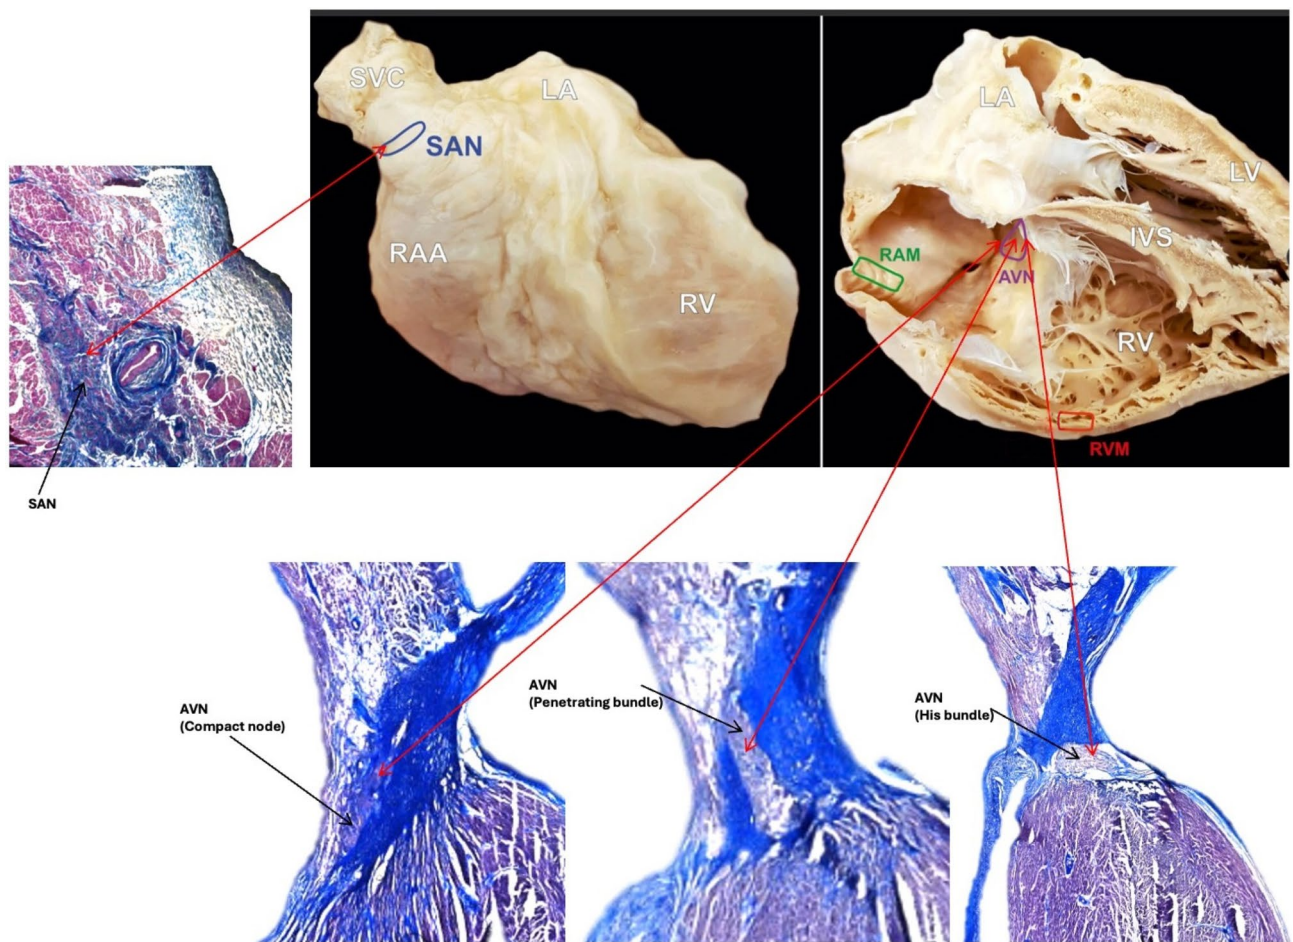 SVC
LA
SAN
RAA
RV
LA
LV
IVS
RAM
AVN
RV
RVM
SAN
AVN
(Compact node)
AVN
(Penetrating bundle)
AVN
(His bundle)